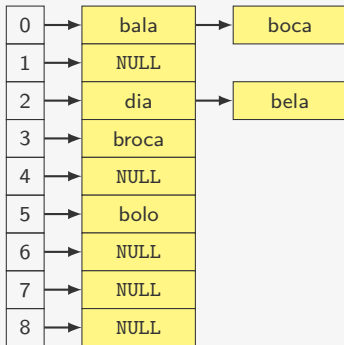 0 bala boca
1 NULL
2 dia bela
3 broca
4 NULL
5 bolo
6 NULL
7 NULL
8 NULL